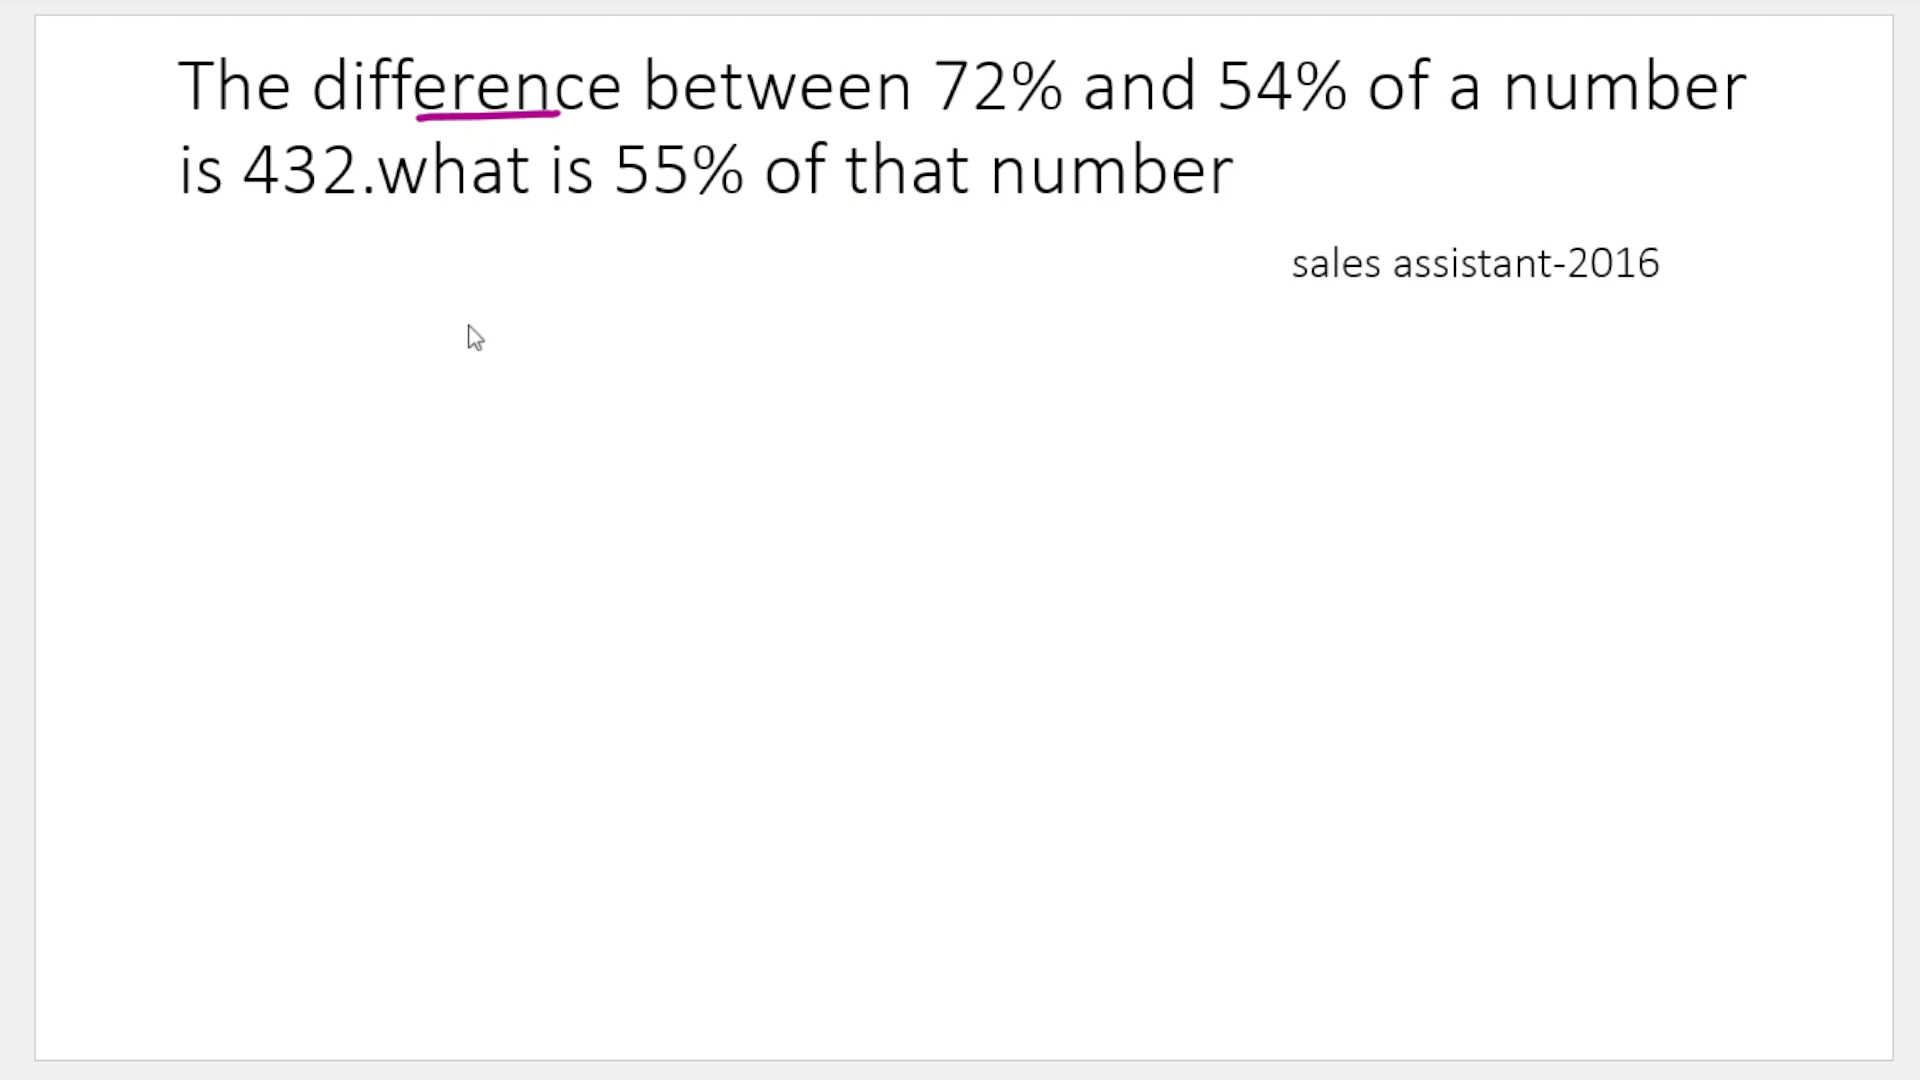 The difference between 72% and 54% of a number
is 432.what is 55% of that number
sales assistant-2016